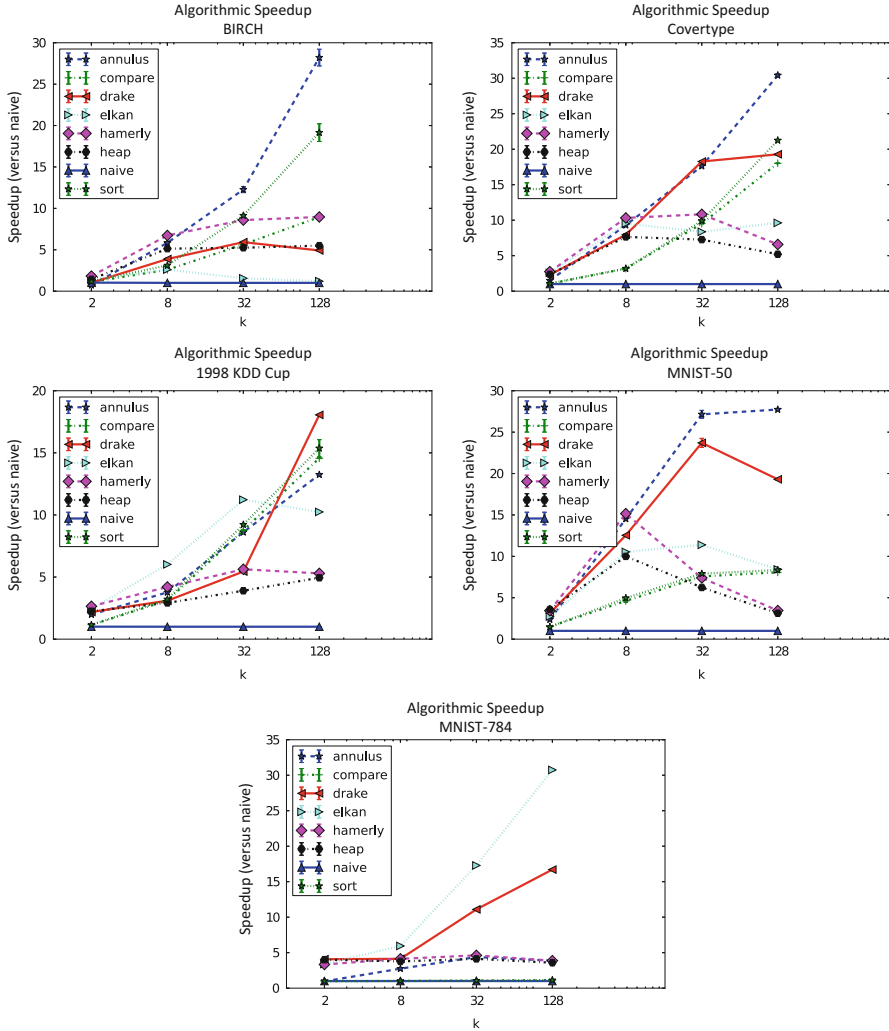 Algorithmic Speedup
BIRCH
30
25
20
15
10
5
0
Speedup (versus naive)
annulus
compare
drake
elkan
hamerly
heap
naive
sort
2 8 32 128
k
Algorithmic Speedup
Covertype
35
30
25
20
15
10
5
0
Speedup (versus naive)
annulus
compare
drake
elkan
hamerly
heap
naive
sort
2 8 32 128
k
Algorithmic Speedup
1998 KDD Cup
20
15
10
5
0
Speedup (versus naive)
annulus
compare
drake
elkan
hamerly
heap
naive
sort
2 8 32 128
k
Algorithmic Speedup
MNIST-50
30
25
20
15
10
5
0
Speedup (versus naive)
annulus
compare
drake
elkan
hamerly
heap
naive
sort
2 8 32 128
k
Algorithmic Speedup
MNIST-784
35
30
25
20
15
10
5
0
Speedup (versus naive)
annulus
compare
drake
elkan
hamerly
heap
naive
sort
2 8 32 128
k